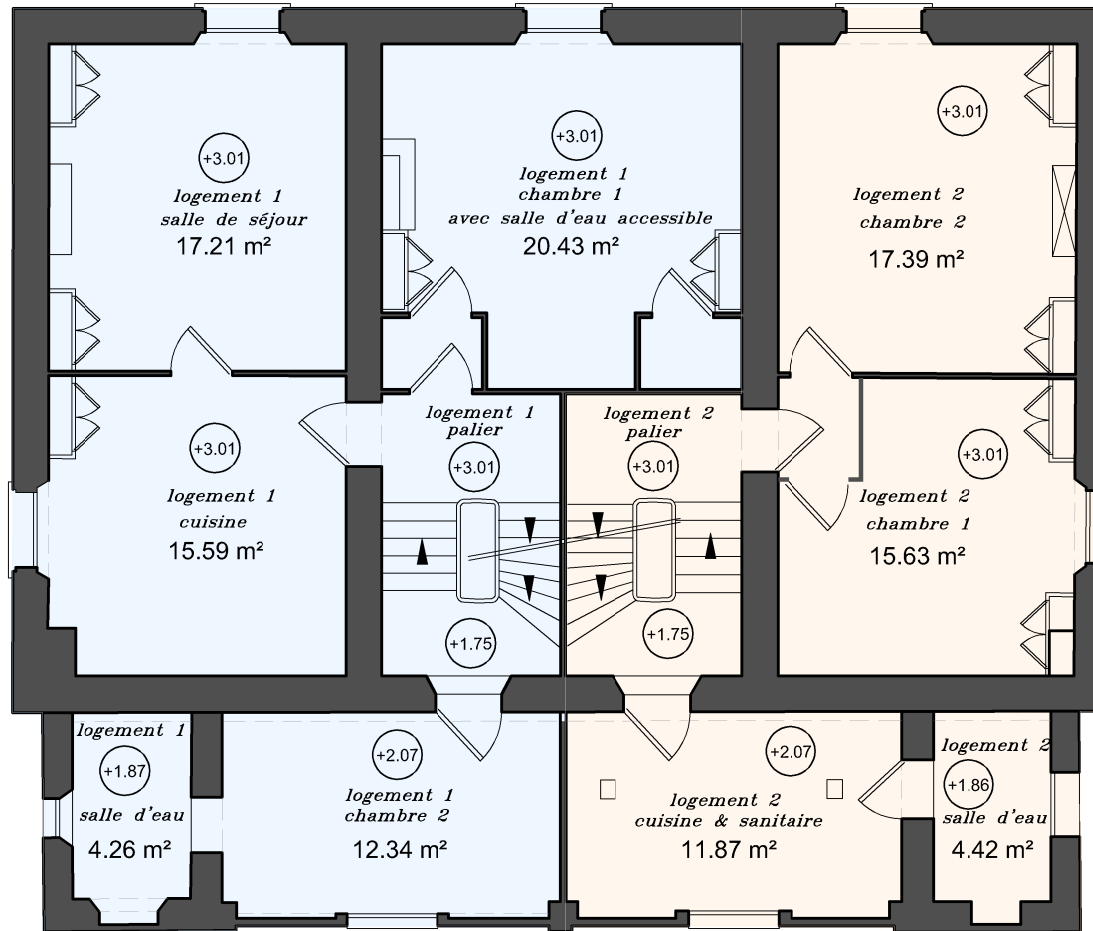 +3.01
logement 1
salle de séjour
17.21 m²
+3.01
logement 1
chambre 1
avec salle d'eau accessible
20.43 m²
+3.01
logement 2
chambre 2
17.39 m²
+3.01
logement 1
cuisine
15.59 m²
logement 1
palier
+3.01
+1.75
logement 2
palier
+3.01
+1.75
+3.01
logement 2
chambre 1
15.63 m²
logement 1
+1.87
salle d'eau
4.26 m²
+2.07
logement 1
chambre 2
12.34 m²
+2.07
logement 2
cuisine & sanitaire
11.87 m²
logement 2
+1.86
salle d'eau
4.42 m²